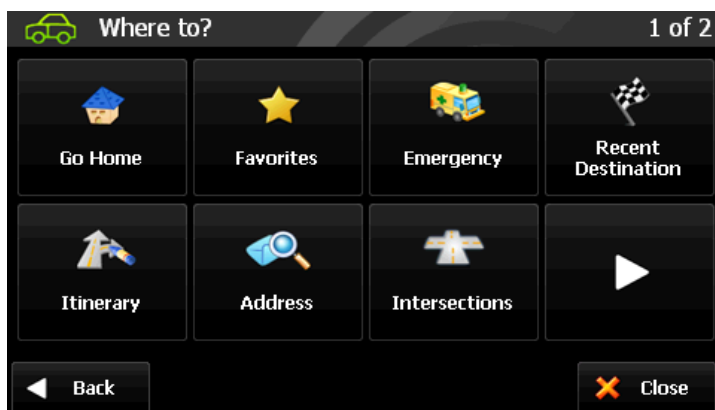 Where to?
1 of 2
Go Home
Favorites
Emergency
Recent
Destination
Itinerary
Address
Intersections
Back
Close